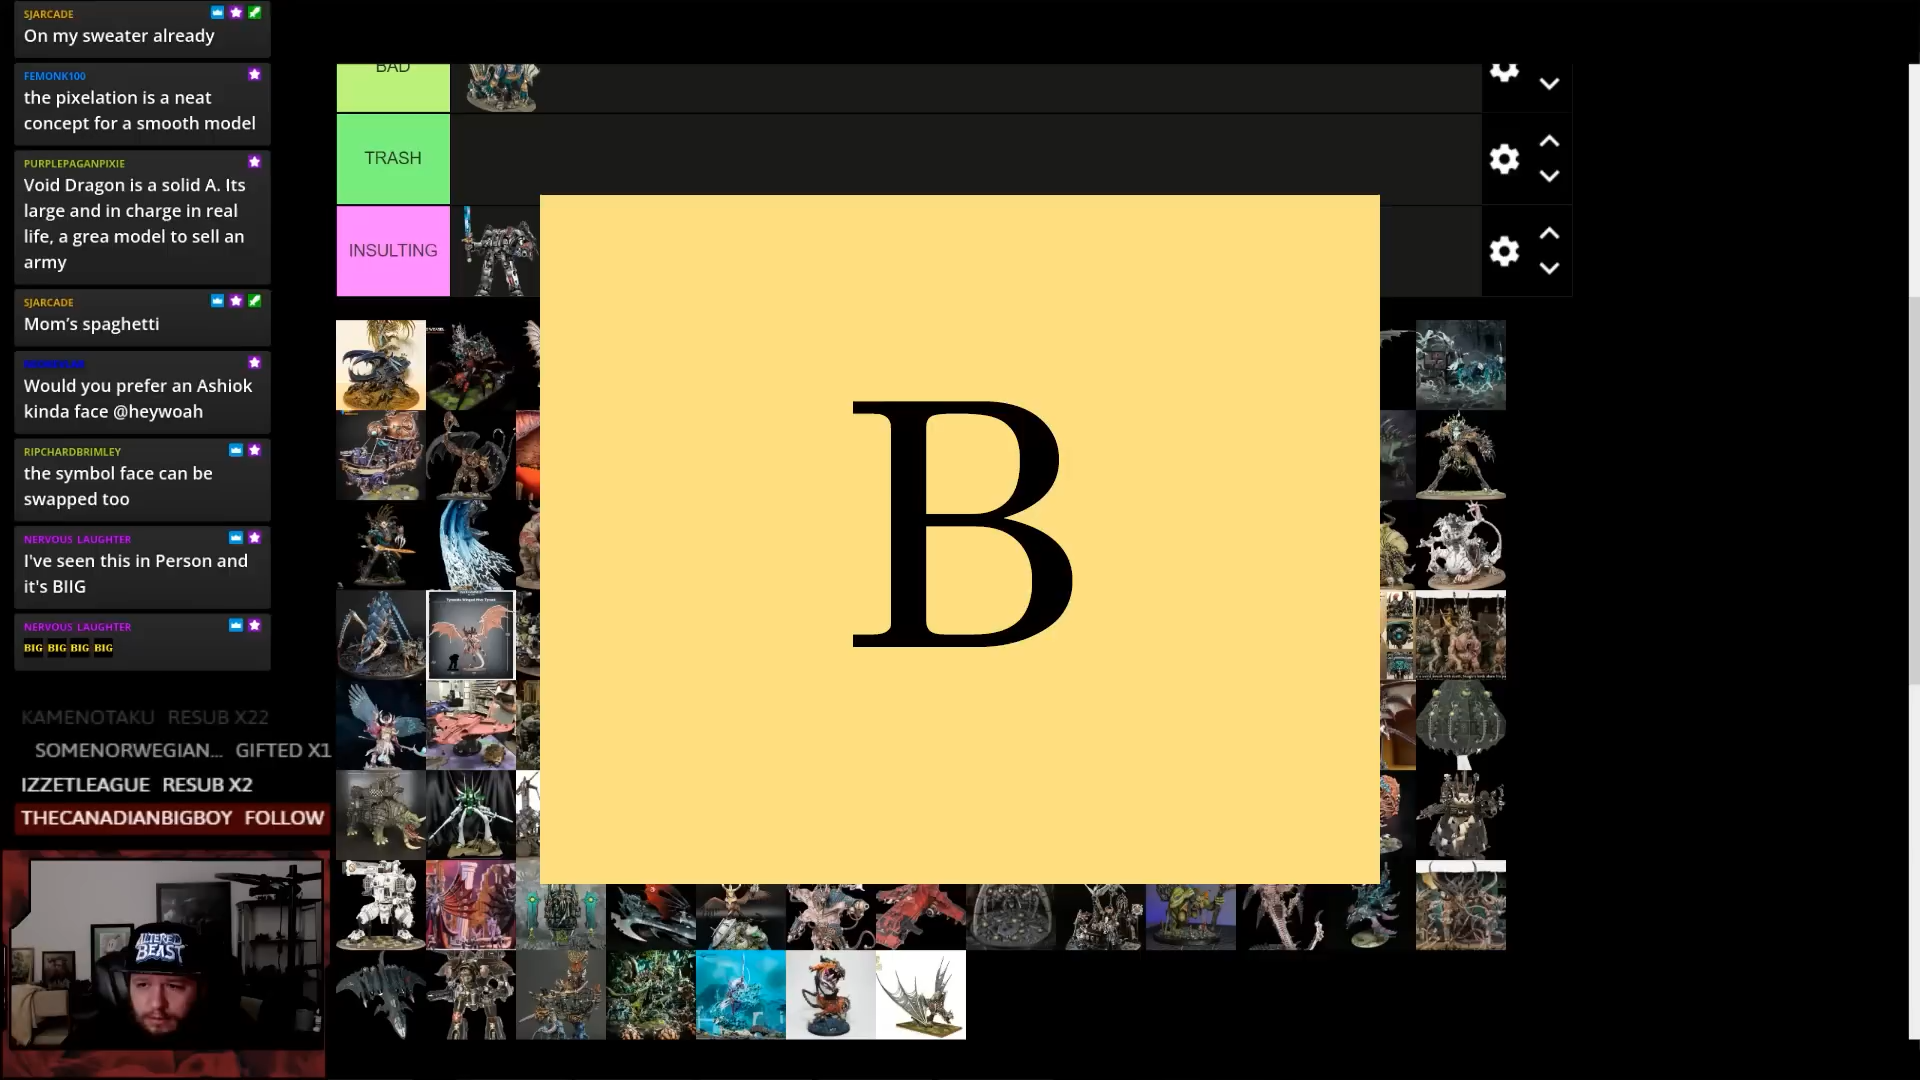 SJARCADE
On my sweater already
FEMONK100
the pixelation is a neat
concept for a smooth model
PURPLEPAGANPIXIE
Void Dragon is a solid A. Its
large and in charge in real
life, a grea model to sell an
army
SJARCADE
Mom's spaghetti
Would you prefer an Ashiok
kinda face @heywoah
RIPCHARDBRIMLEY
the symbol face can be
swapped too
NERVOUS LAUGHTER
I've seen this in Person and
it's BIIG
NERVOUS LAUGHTER
BIG BIG BIG BIG
KAMENOTAKU RESUB X22
SOMENORWEGIAN... GIFTED X1
IZZETLEAGUE RESUB X2
THECANADIANBIGBOY FOLLOW
ALTERED
BEAST
BAD
TRASH
INSULTING
B